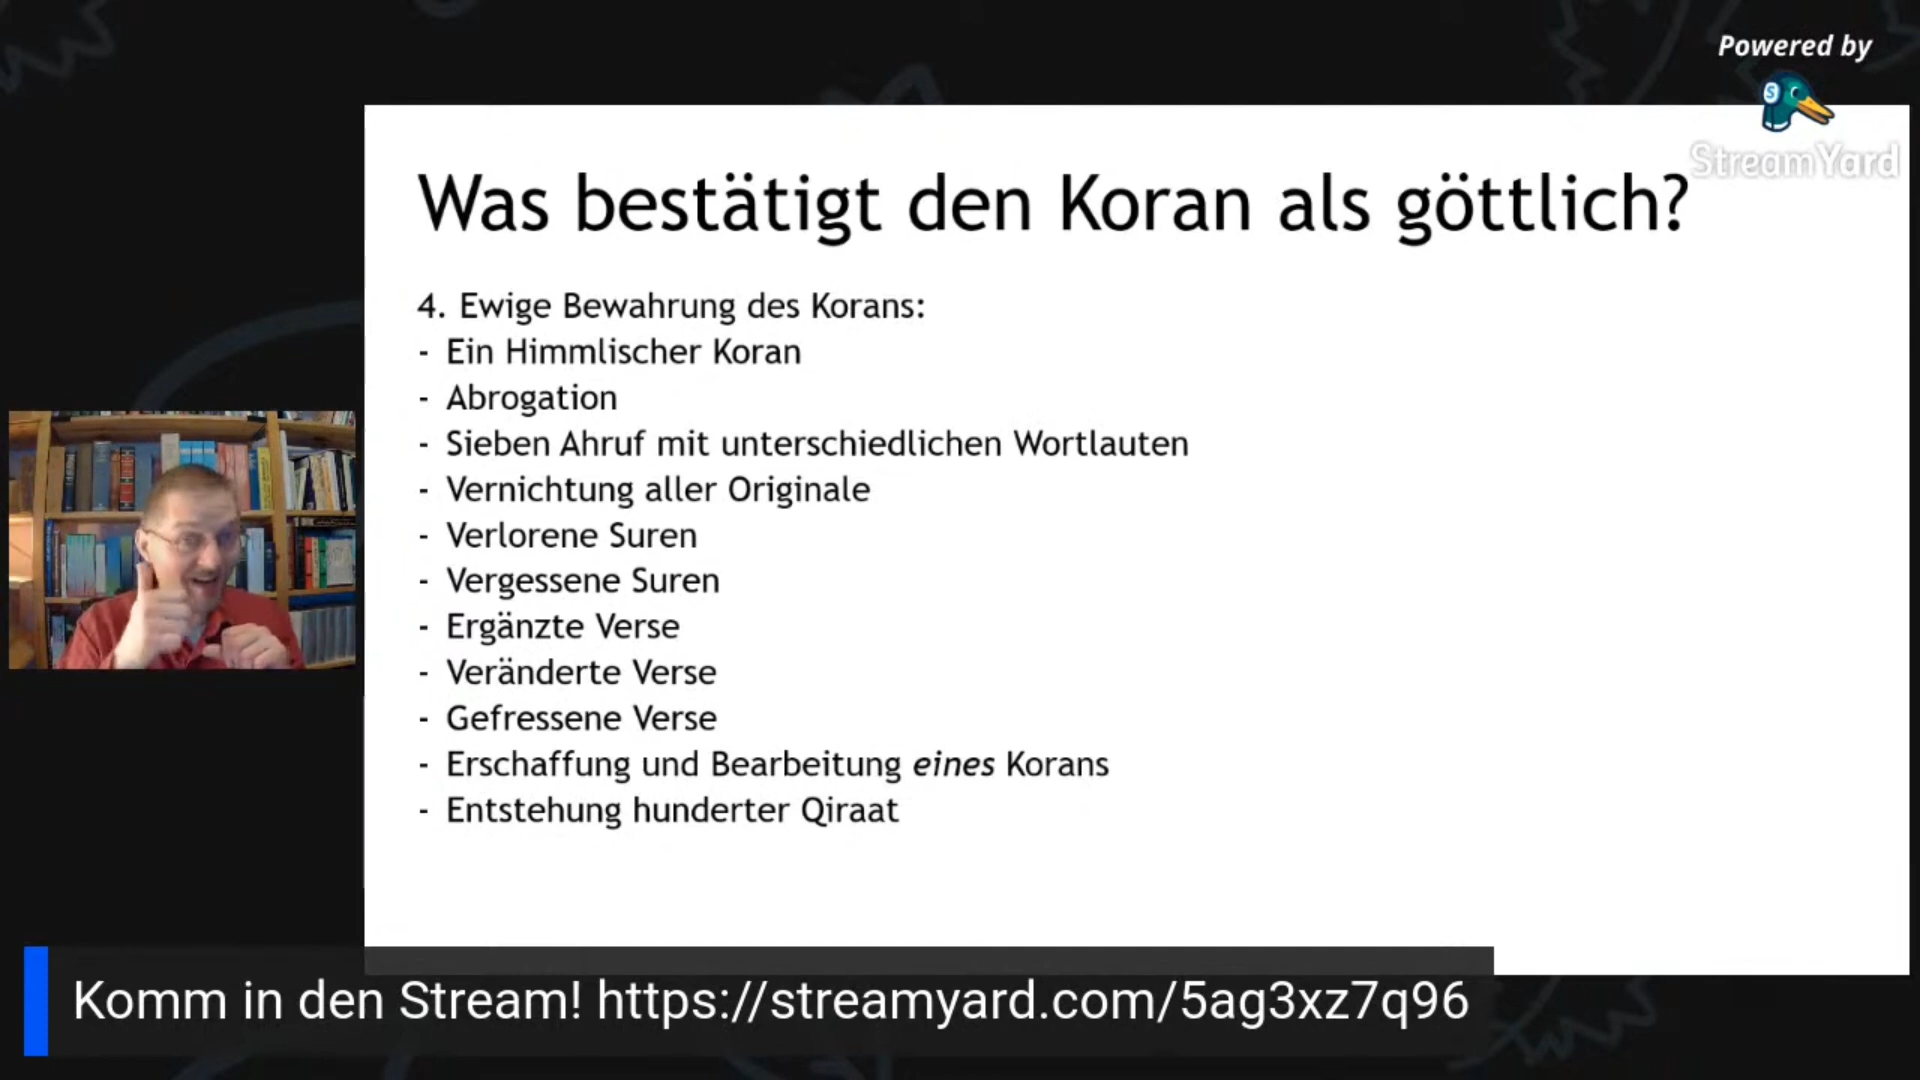 Powered by
StreamYard
Was bestätigt den Koran als göttlich?
4. Ewige Bewahrung des Korans:
- Ein Himmlischer Koran
- Abrogation
- Sieben Ahruf mit unterschiedlichen Wortlauten
- Vernichtung aller Originale
- Verlorene Suren
- Vergessene Suren
- Ergänzte Verse
- Veränderte Verse
- Gefressene Verse
- Erschaffung und Bearbeitung eines Korans
- Entstehung hunderter Qiraat
Komm in den Stream! https://streamyard.com/5ag3xz7q96